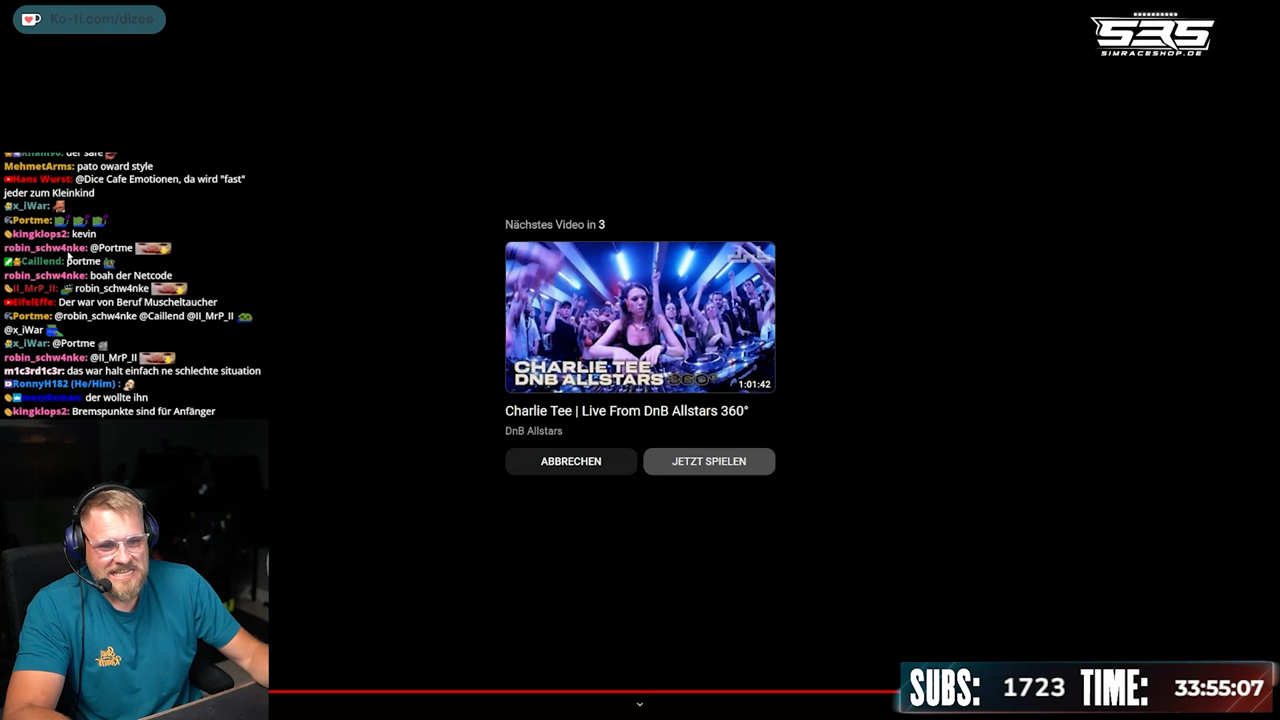 Ko-fi.com/dizee
S3S
SIMRACESHOP.DE
MehmetArms: pato oward style
Hans Wurst: @Dice Cafe Emotionen, da wird "fast"
jeder zum Kleinkind
x_iWar:
Portme:
kingklops2: kevin
robin_schw4nke: @Portme
Caillend: portme
robin_schw4nke: boah der Netcode
II_MrP_II: robin_schw4nke
EifelEffe: Der war von Beruf Muscheltaucher
Portme: @robin_schw4nke @Caillend @II_MrP_II
@x_iWar
x_iWar: @Portme
robin_schw4nke: @II_MrP_II
m1c3rd1c3r: das war halt einfach ne schlechte situation
RonnyH182 (He/Him) :
der wollte ihn
kingklops2: Bremspunkte sind für Anfänger
Nächstes Video in 3
CHARLIE TEE
DNB ALLSTARS 360°
1:01:42
Charlie Tee | Live From DnB Allstars 360°
DnB Allstars
ABBRECHEN
JETZT SPIELEN
SUBS: 1723 TIME: 33:55:07